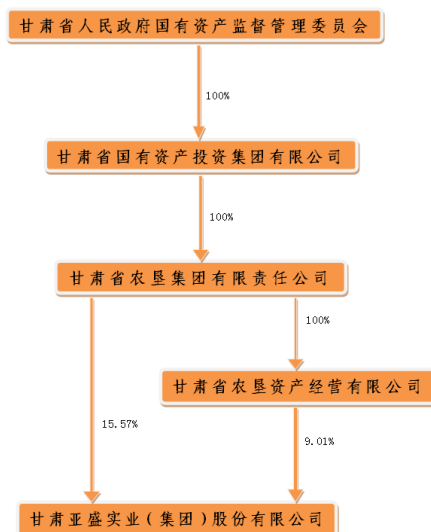 甘肃省人民政府国有资产监督管理委员会
100%
甘肃省国有资产投资集团有限公司
100%
甘肃省农垦集团有限责任公司
100%
甘肃省农垦资产经营有限公司
15.57%
9.01%
甘肃亚盛实业(集团)股份有限公司